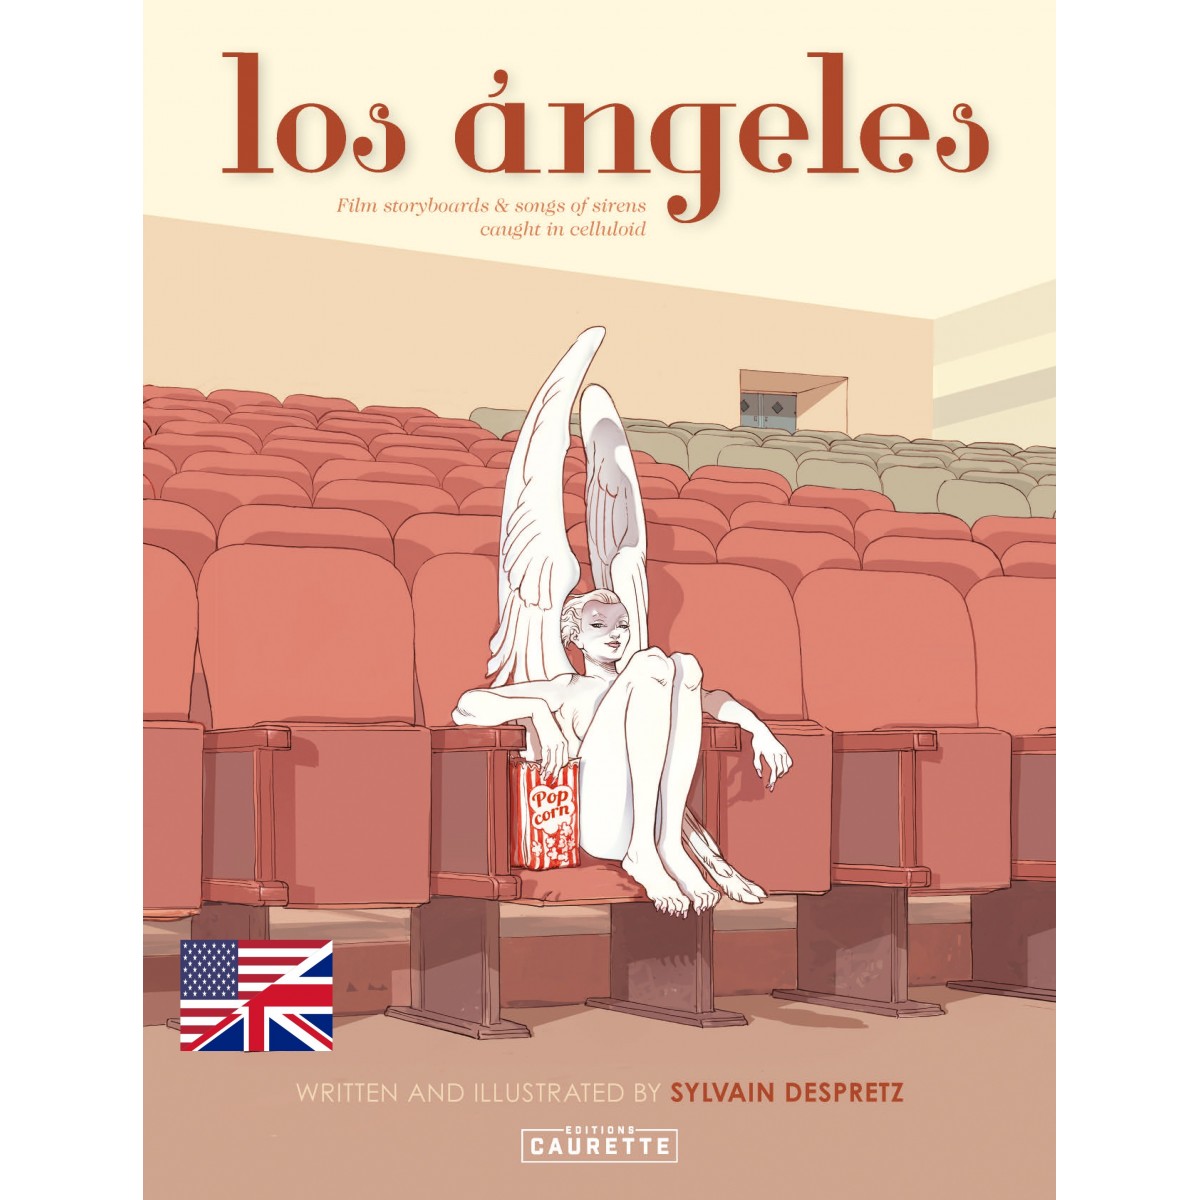 los ángeles
Film storyboards & songs of sirens
caught in celluloid
Pop
corn
WRITTEN AND ILLUSTRATED BY SYLVAIN DESPRETZ
EDITIONS
CAURETTE